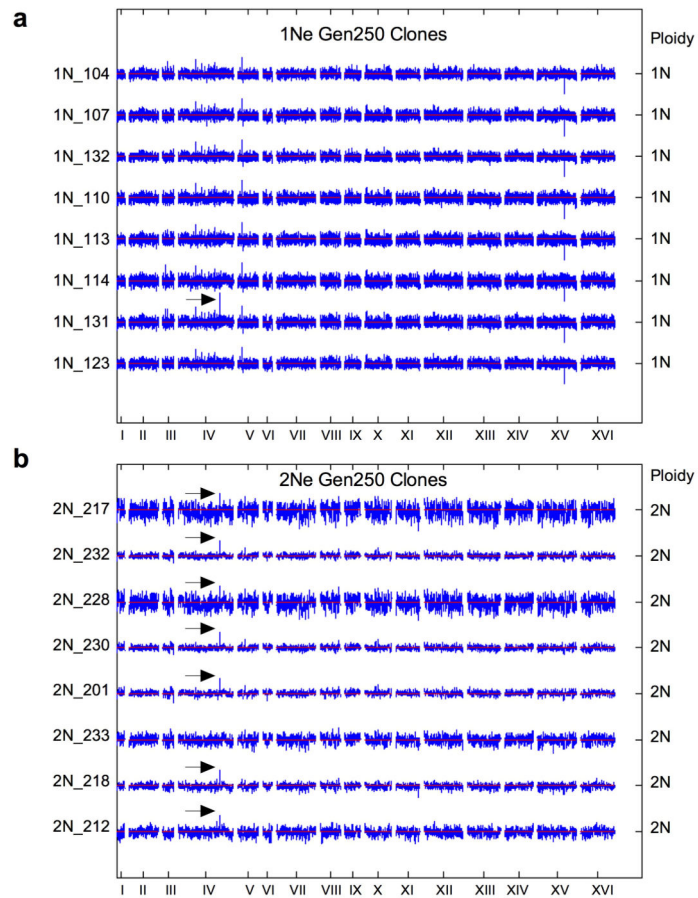 a
1Ne Gen250 Clones
Ploidy
1N_104 1N
1N_107 1N
1N_132 1N
1N_110 1N
1N_113 1N
1N_114 1N
1N_131 1N
1N_123 1N
I II III IV V VI VII VIII IX X XI XII XIII XIV XV XVI
b
2Ne Gen250 Clones
Ploidy
2N_217 2N
2N_232 2N
2N_228 2N
2N_230 2N
2N_201 2N
2N_233 2N
2N_218 2N
2N_212 2N
I II III IV V VI VII VIII IX X XI XII XIII XIV XV XVI